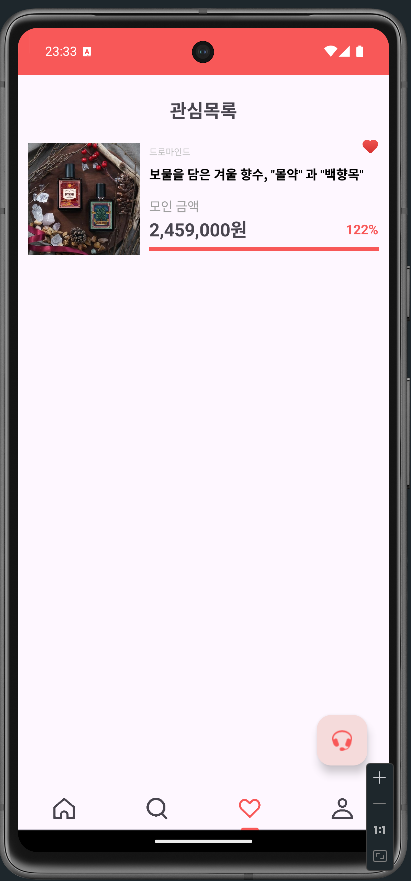 23:33
관심목록
드로마인드
보물을 담은 겨울 향수, "몰약" 과 "백향목"
모인 금액
2,459,000원
122%
1:1